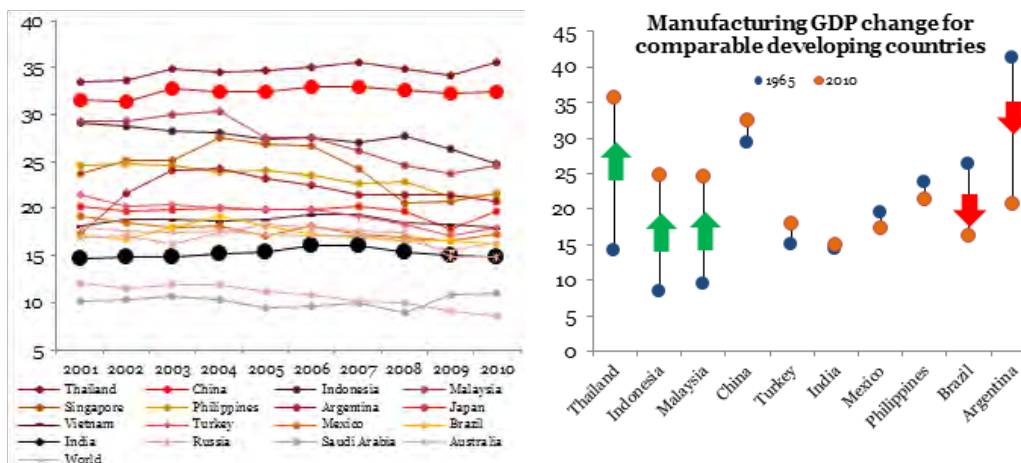 40
35
30
25
20
15
10
5
2001 2002 2003 2004 2005 2006 2007 2008 2009 2010
Thailand China Indonesia Malaysia
Singapore Philippines Argentina Japan
Vietnam Turkey Mexico Brazil
India Russia Saudi Arabia Australia
World
Manufacturing GDP change for
comparable developing countries
1965 2010
45
40
35
30
25
20
15
10
5
0
Thailand
Indonesia
Malaysia
China
Turkey
India
Mexico
Philippines
Brazil
Argentina